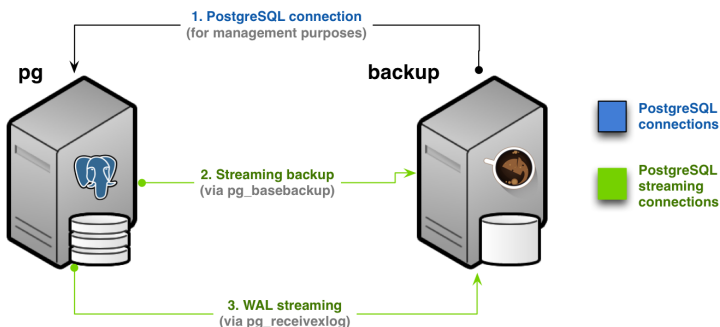 1. PostgreSQL connection
(for management purposes)
pg
backup
PostgreSQL
connections
2. Streaming backup
(via pg_basebackup)
PostgreSQL
streaming
connections
3. WAL streaming
(via pg_receivexlog)